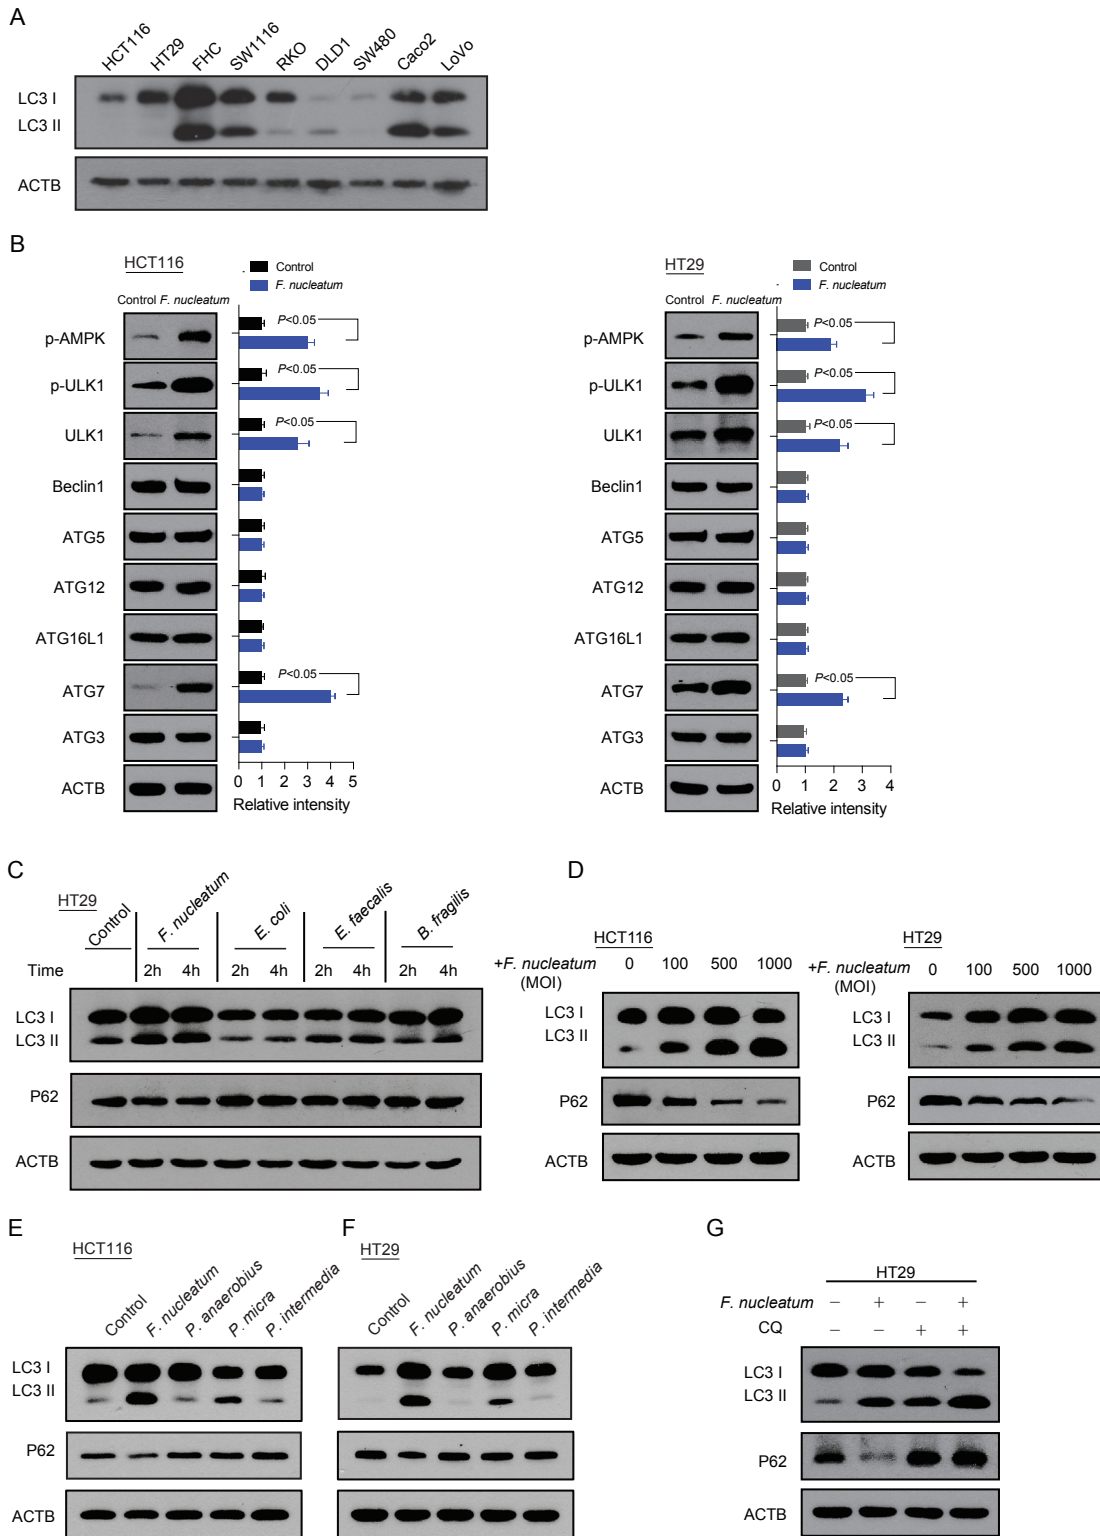 A
HCT116 HT29 FHC SW1116 RKO DLD1 SW480 Caco2 LoVo
LC3 I
LC3 II
ACTB
B
HCT116
Control
F. nucleatum
Control F. nucleatum
p-AMPK P<0.05
p-ULK1 P<0.05
ULK1 P<0.05
Beclin1
ATG5
ATG12
ATG16L1
ATG7 P<0.05
ATG3
ACTB
0 1 2 3 4 5
Relative intensity
HT29
Control
F. nucleatum
Control F. nucleatum
p-AMPK P<0.05
p-ULK1 P<0.05
ULK1 P<0.05
Beclin1
ATG5
ATG12
ATG16L1
ATG7 P<0.05
ATG3
ACTB
0 1 2 3 4
Relative intensity
C
HT29
Control F. nucleatum E. coli E. faecalis B. fragilis
Time 2h 4h 2h 4h 2h 4h 2h 4h
LC3 I
LC3 II
P62
ACTB
D
HCT116
+F. nucleatum 0 100 500 1000
(MOI)
LC3 I
LC3 II
P62
ACTB
HT29
+F. nucleatum 0 100 500 1000
(MOI)
LC3 I
LC3 II
P62
ACTB
E
HCT116
Control F. nucleatum P. anaerobius P. micra P. intermedia
LC3 I
LC3 II
P62
ACTB
F
HT29
Control F. nucleatum P. anaerobius P. micra P. intermedia
G
HT29
F. nucleatum − + − +
CQ − − + +
LC3 I
LC3 II
P62
ACTB